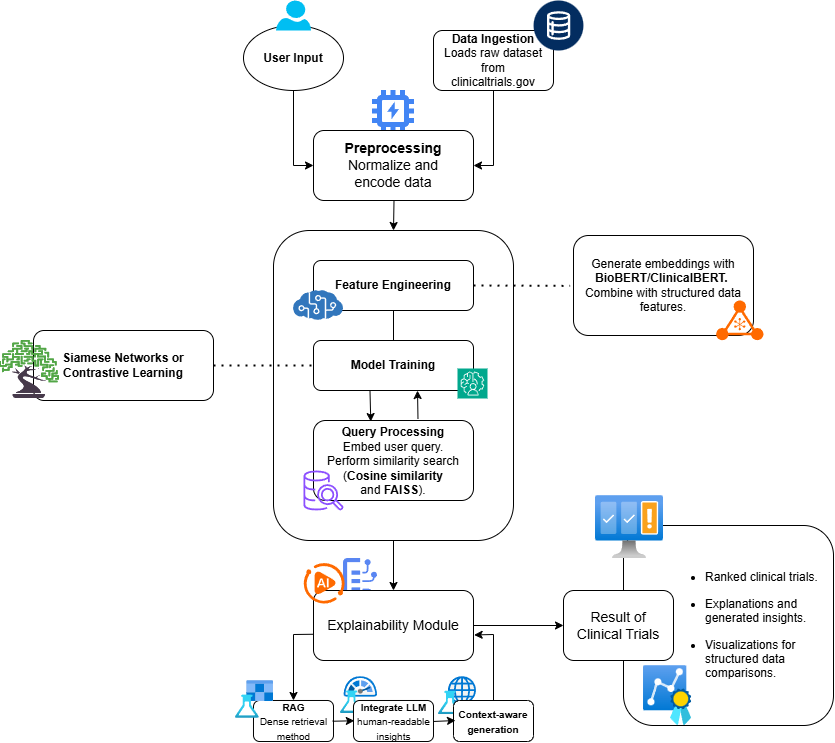 User Input
Data Ingestion
Loads raw dataset
from
clinicaltrials.gov
Preprocessing
Normalize and
encode data
Feature Engineering
Generate embeddings with
BioBERT/ClinicalBERT.
Combine with structured data
features.
Siamese Networks or
Contrastive Learning
Model Training
Query Processing
Embed user query.
Perform similarity search
(Cosine similarity
and FAISS).
AI
Explainability Module
Result of
Clinical Trials
Ranked clinical trials.
Explanations and
generated insights.
Visualizations for
structured data
comparisons.
RAG
Dense retrieval
method
Integrate LLM
human-readable
insights
Context-aware
generation